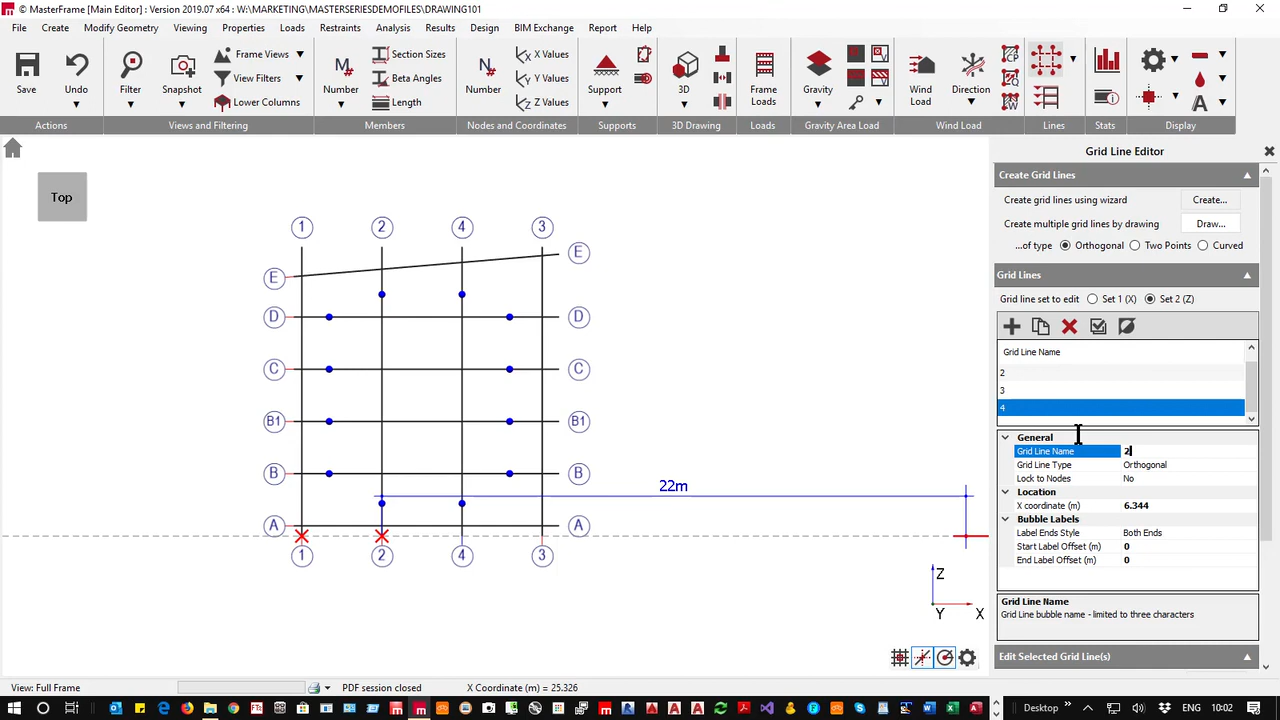 © MasterFrame [Main Editor] : Version 2019.07 x64 : W:\MARKETING\MASTERSERIESDEMOFILES\DRAWING101
File Create Modify Geometry Viewing Properties Loads Restraints Analysis Results Design BIM Exchange Report Help
Save
Undo
Filter
Snapshot
Frame Views
View Filters
Lower Columns
Number
Section Sizes
Beta Angles
Length
Number
X Values
Y Values
Z Values
Support
3D
Frame
Loads
Gravity
Wind
Load
Direction
Actions Views and Filtering Members Nodes and Coordinates Supports 3D Drawing Loads Gravity Area Load Wind Load Lines Stats Display
Top
1 2 4 3
E E
D D
C C
B1 B1
B B
22m
A A
1 2 4 3
Z
Y X
Grid Line Editor
Create Grid Lines
Create grid lines using wizard Create...
Create multiple grid lines by drawing Draw...
...of type Orthogonal Two Points Curved
Grid Lines
Grid line set to edit Set 1 (X) Set 2 (Z)
Grid Line Name
2
3
4
General
Grid Line Name 2
Grid Line Type Orthogonal
Lock to Nodes No
Location
X coordinate (m) 6.344
Bubble Labels
Label Ends Style Both Ends
Start Label Offset (m) 0
End Label Offset (m) 0
Grid Line Name
Grid Line bubble name - limited to three characters
Edit Selected Grid Line(s)
View: Full Frame PDF session closed X Coordinate (m) = 25.326
Desktop ENG 10:02